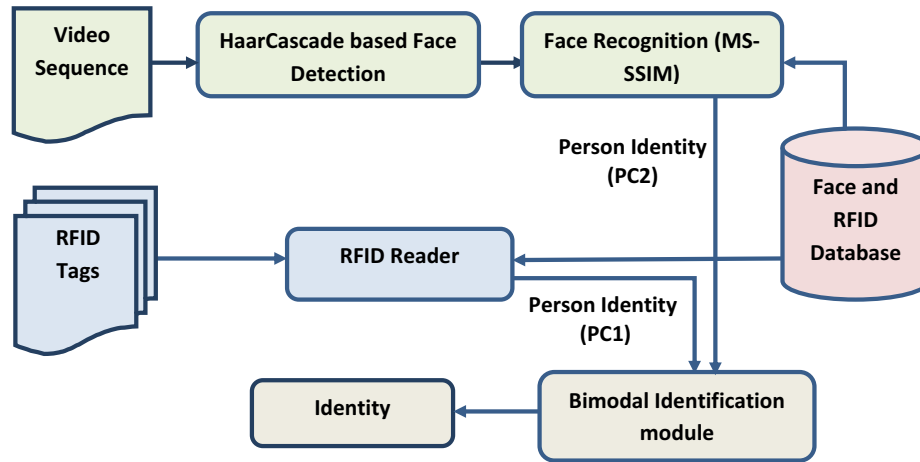 Video
Sequence
HaarCascade based Face
Detection
Face Recognition (MS-
SSIM)
Person Identity
(PC2)
Face and
RFID
Database
RFID
Tags
RFID Reader
Person Identity
(PC1)
Identity
Bimodal Identification
module